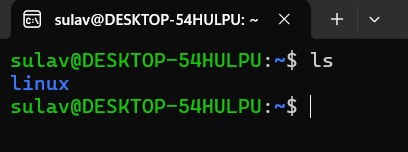 sulav@DESKTOP-54HULPU: ~
sulav@DESKTOP-54HULPU:~$ ls
linux
sulav@DESKTOP-54HULPU:~$